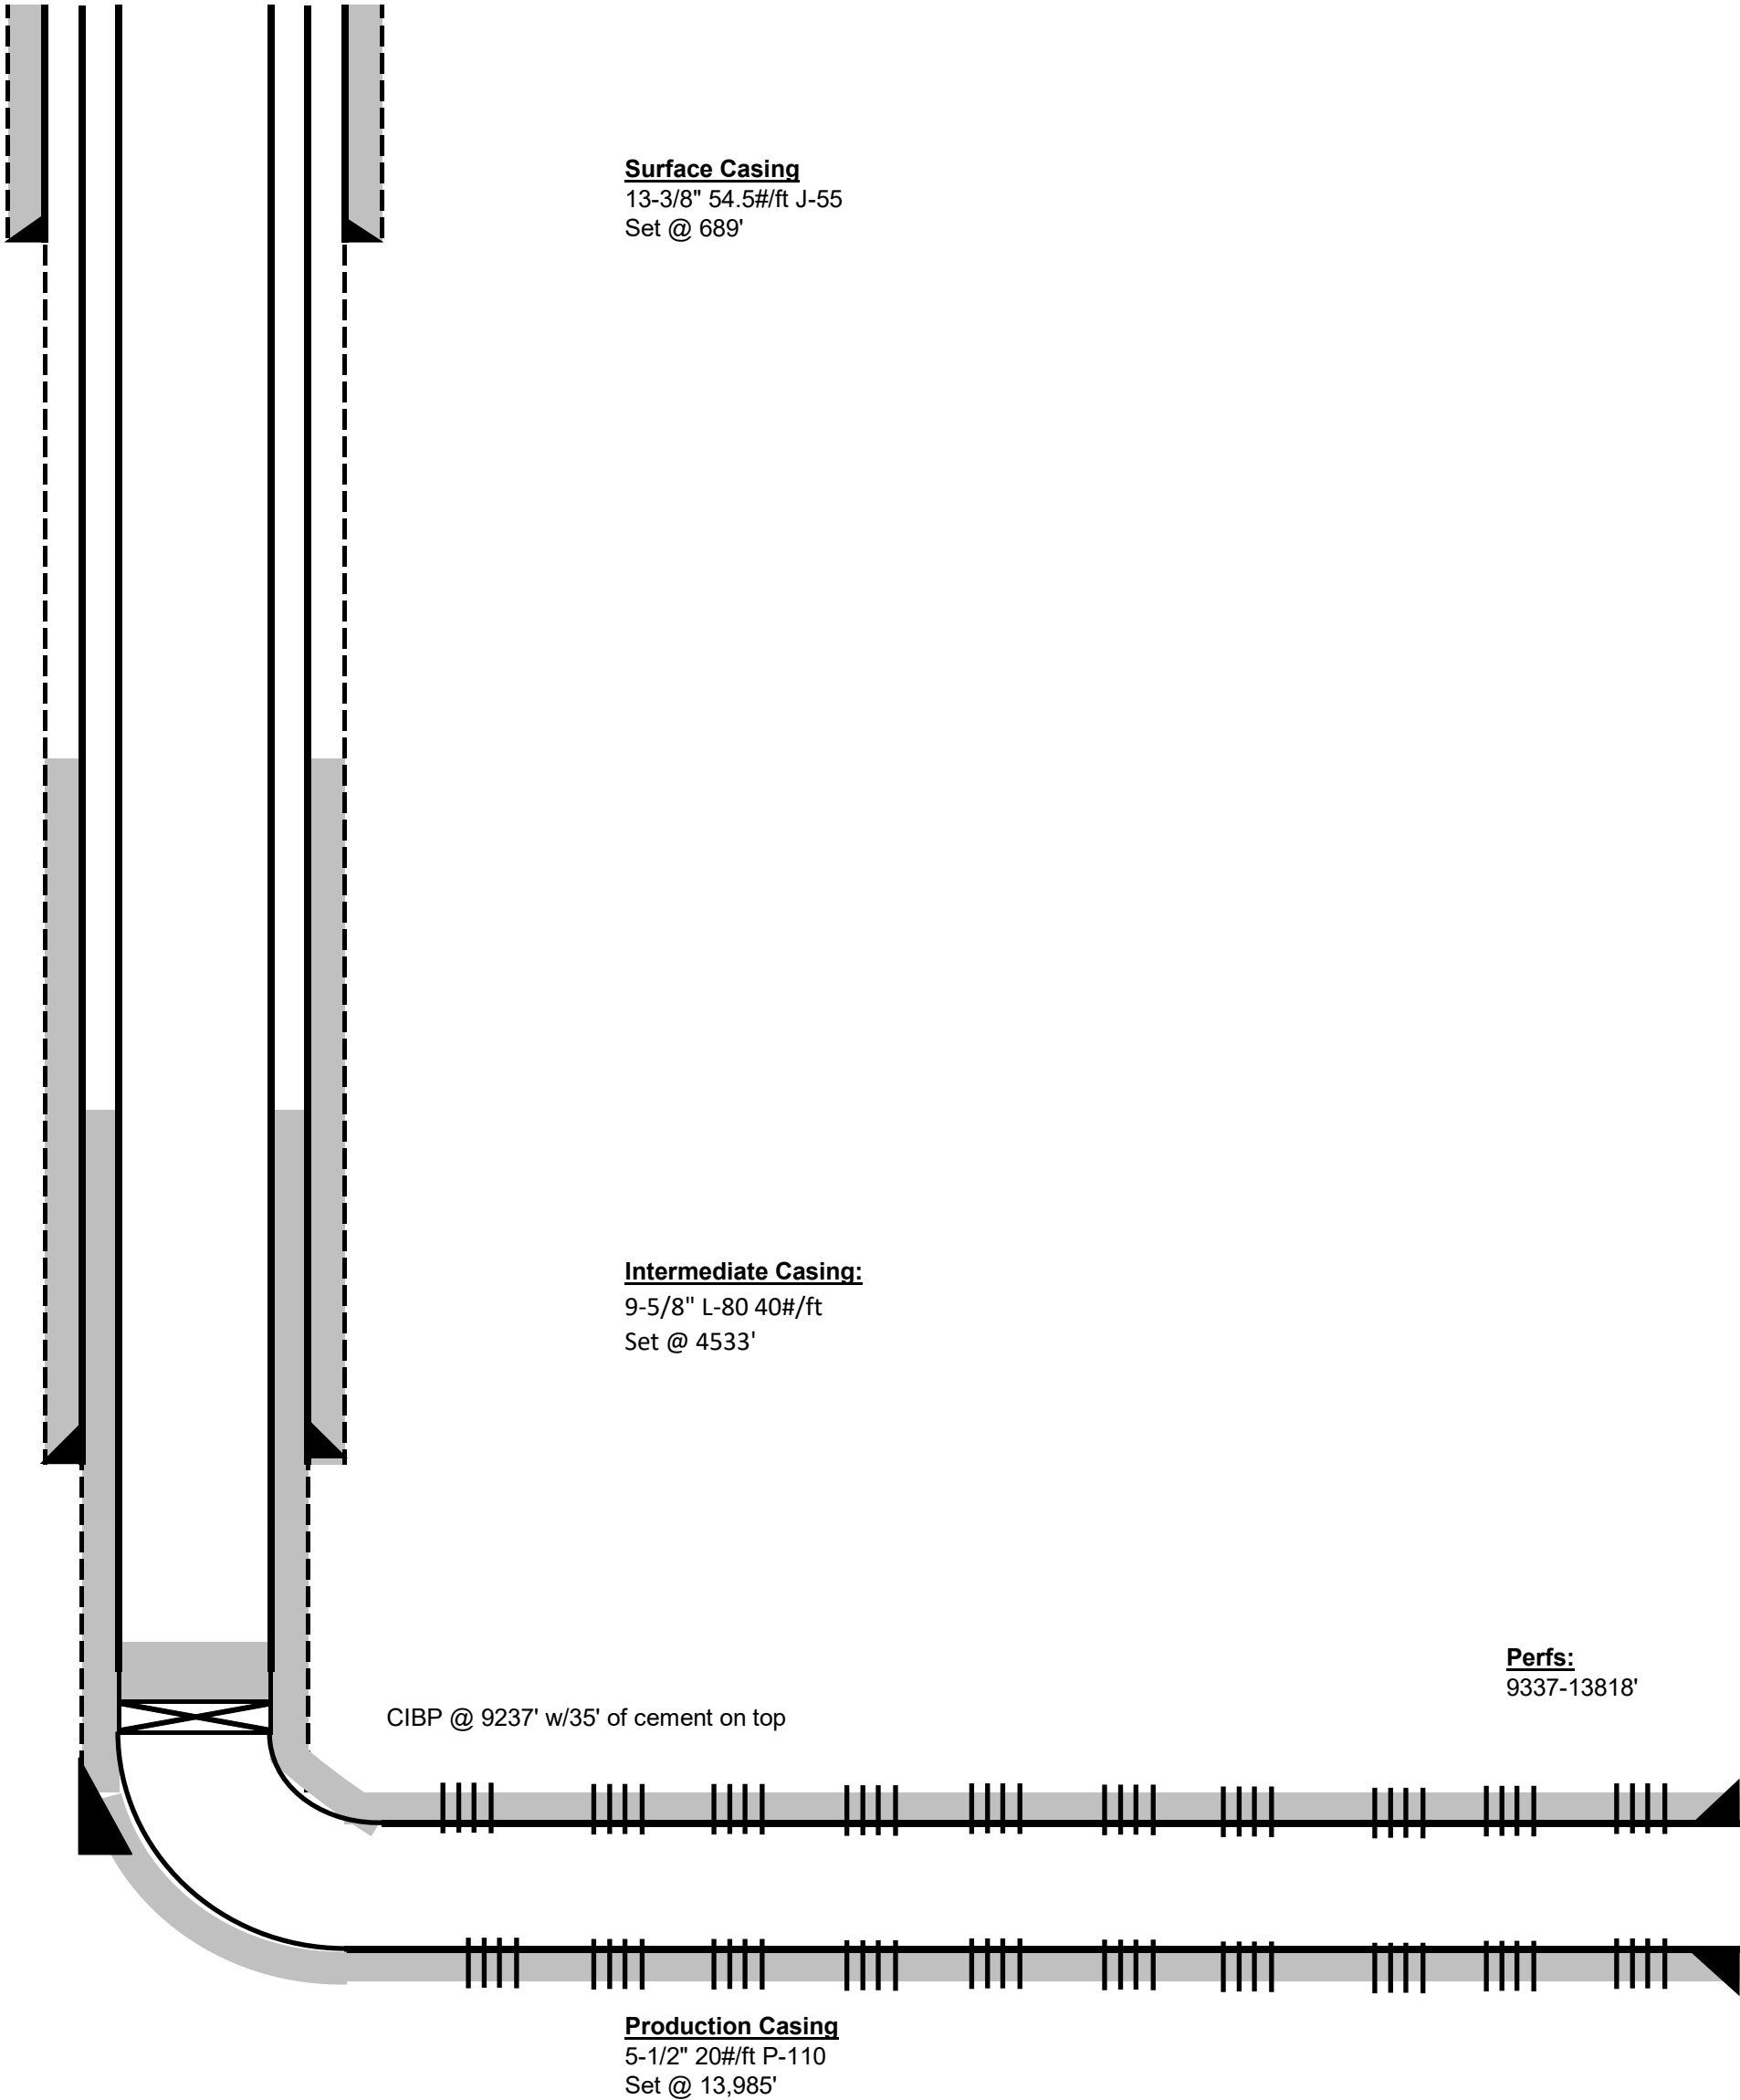 Surface Casing
13-3/8" 54.5#/ft J-55
Set @ 689'
Intermediate Casing:
9-5/8" L-80 40#/ft
Set @ 4533'
Perfs:
9337-13818'
CIBP @ 9237' w/35' of cement on top
Production Casing
5-1/2" 20#/ft P-110
Set @ 13,985'